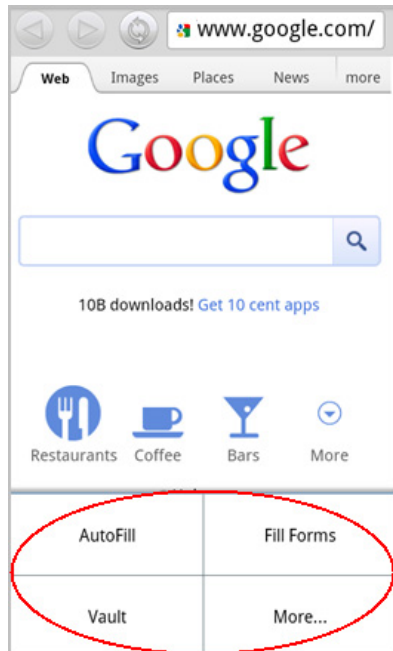 www.google.com/
Web Images Places News more
Google
10B downloads! Get 10 cent apps
Restaurants Coffee Bars More
AutoFill Fill Forms
Vault More...